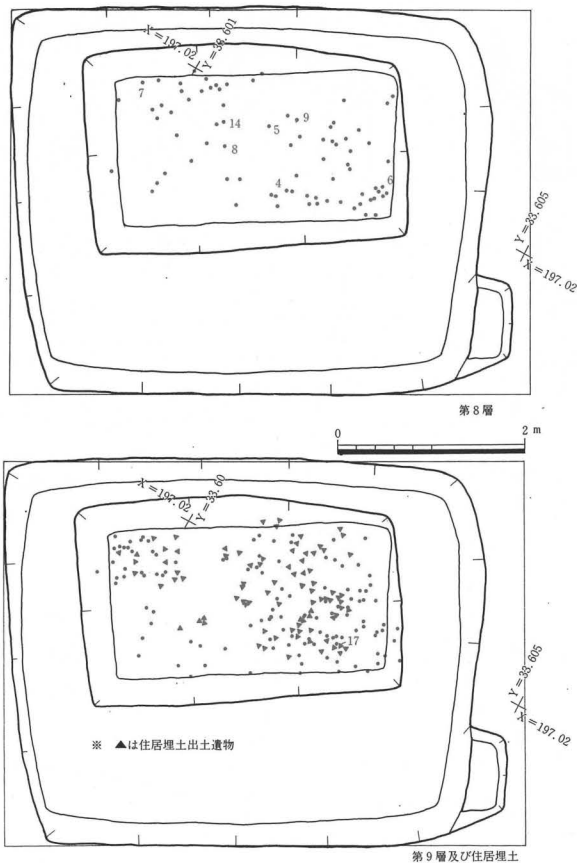 X=197.02
Y=38.601
7
14
5
9
8
4
6
Y=33.605
X=197.02
第8層
0
2 m
X=197.02
Y=33.60
17
Y=33.605
X=197.02
※ ▲は住居埋土出土遺物
第9層及び住居埋土